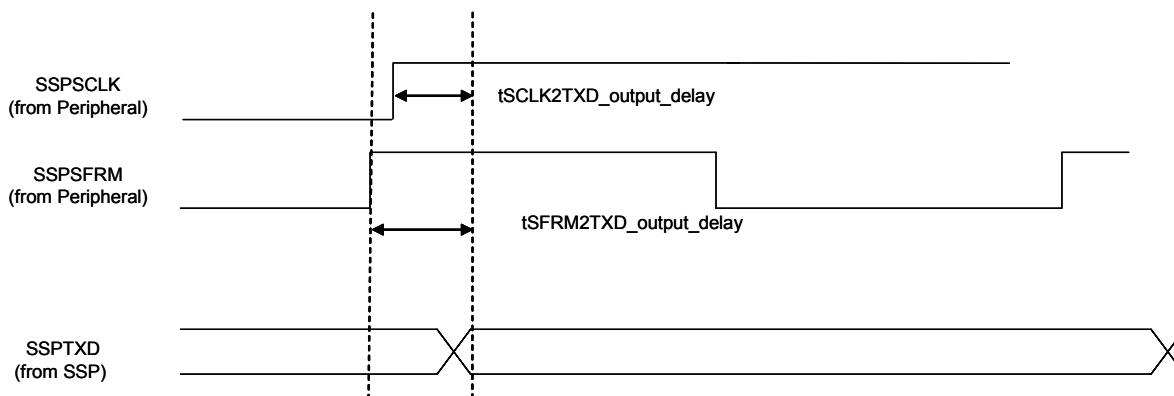 SSPSCLK
(from Peripheral)
tSCLK2TXD_output_delay
SSPSFRM
(from Peripheral)
tSFRM2TXD_output_delay
SSPTXD
(from SSP)